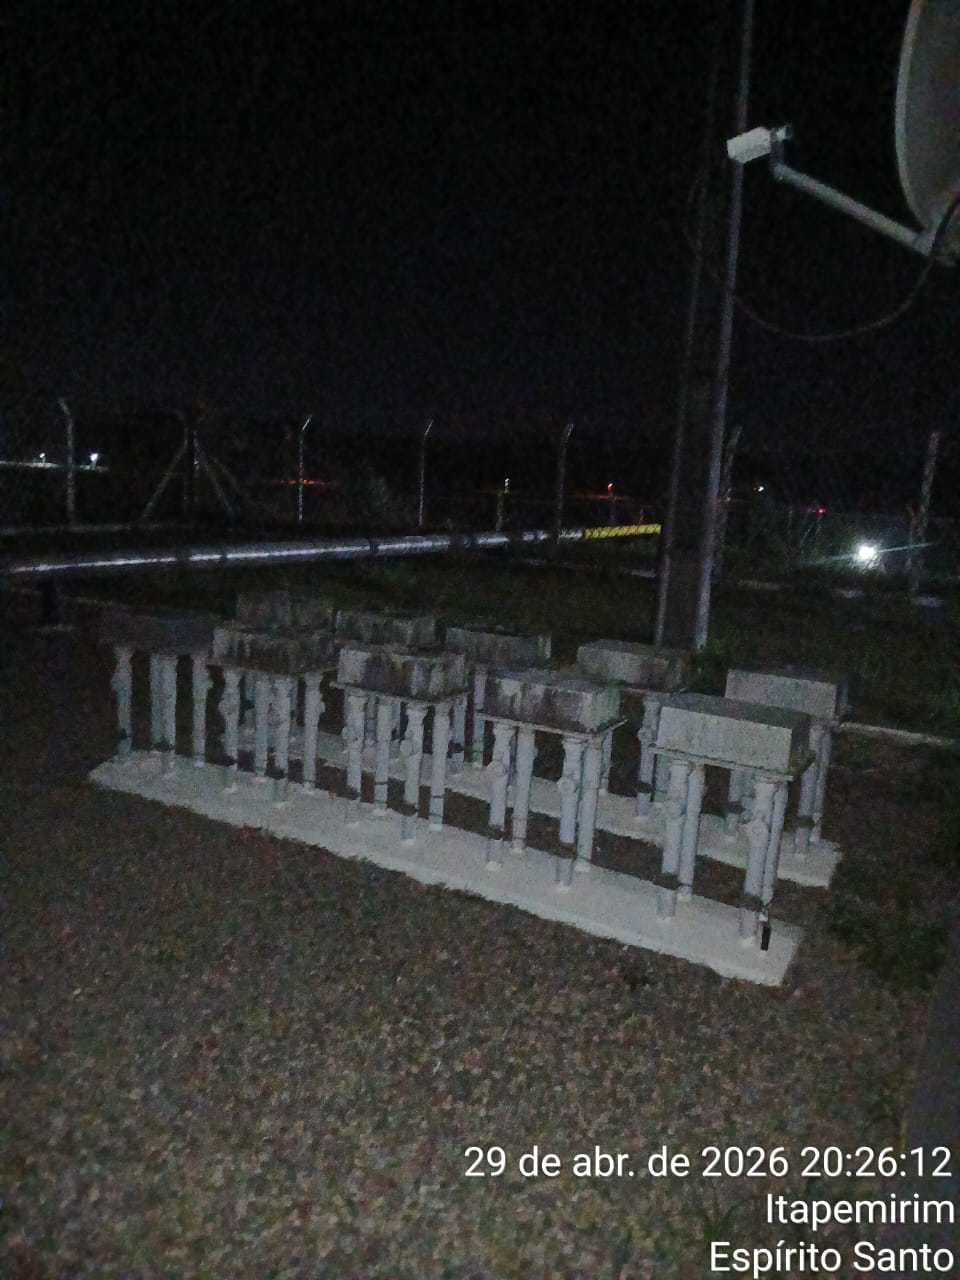 29 de abr. de 2026 20:26:12
Itapemirim
Espírito Santo